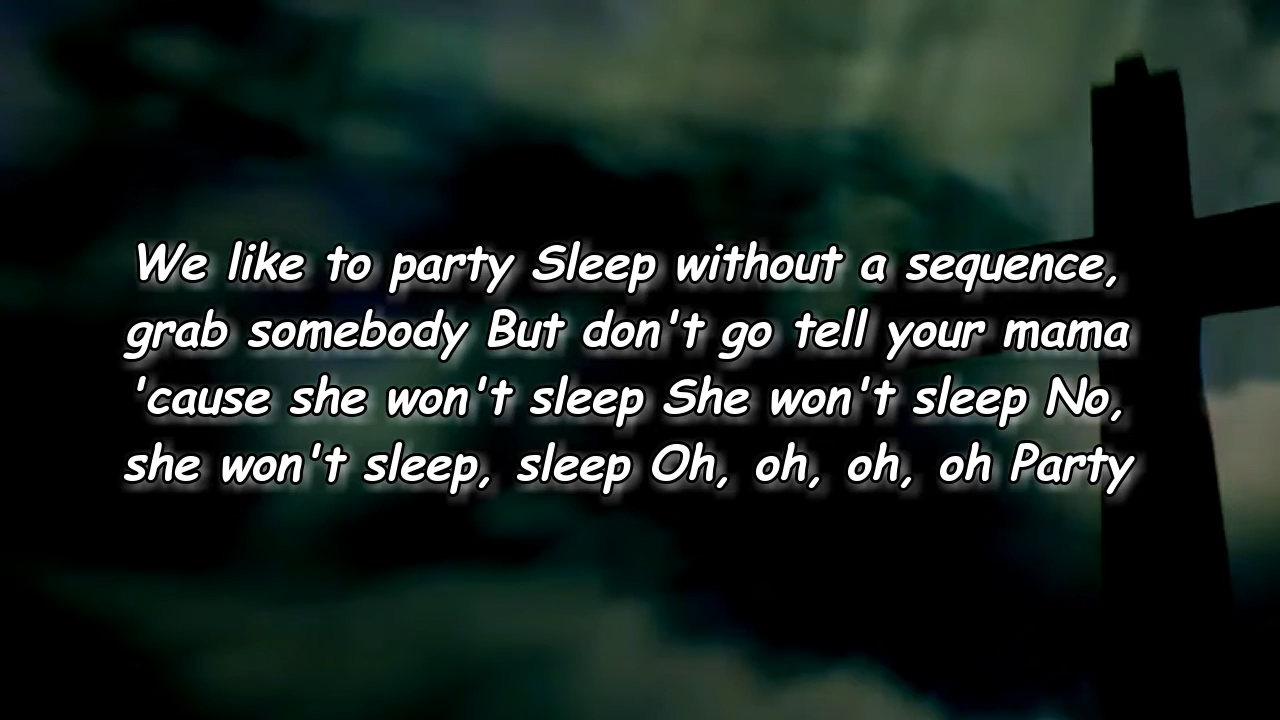 We like to party Sleep without a sequence,
grab somebody But don't go tell your mama
'cause she won't sleep She won't sleep No,
she won't sleep, sleep Oh, oh, oh, oh Party